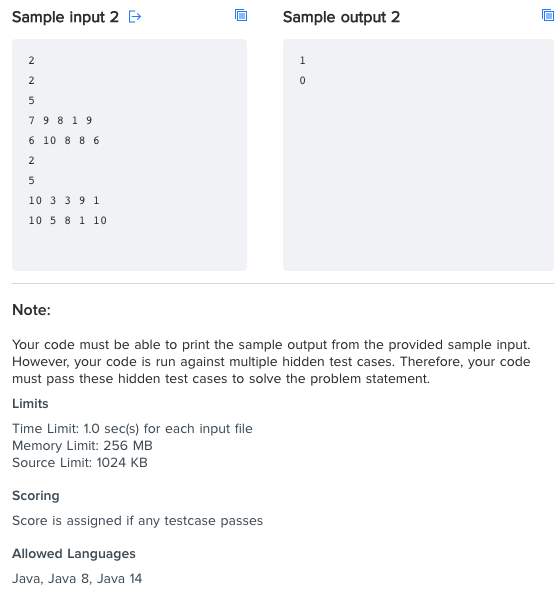 Sample input 2
Sample output 2
2
2
5
7 9 8 1 9
6 10 8 8 6
2
5
10 3 3 9 1
10 5 8 1 10
1
0
Note:
Your code must be able to print the sample output from the provided sample input.
However, your code is run against multiple hidden test cases. Therefore, your code
must pass these hidden test cases to solve the problem statement.
Limits
Time Limit: 1.0 sec(s) for each input file
Memory Limit: 256 MB
Source Limit: 1024 KB
Scoring
Score is assigned if any testcase passes
Allowed Languages
Java, Java 8, Java 14